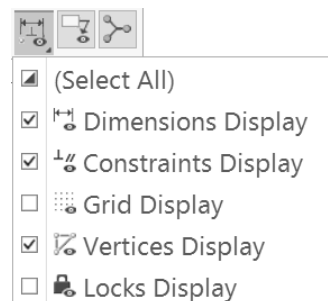 (Select All)
Dimensions Display
Constraints Display
Grid Display
Vertices Display
Locks Display